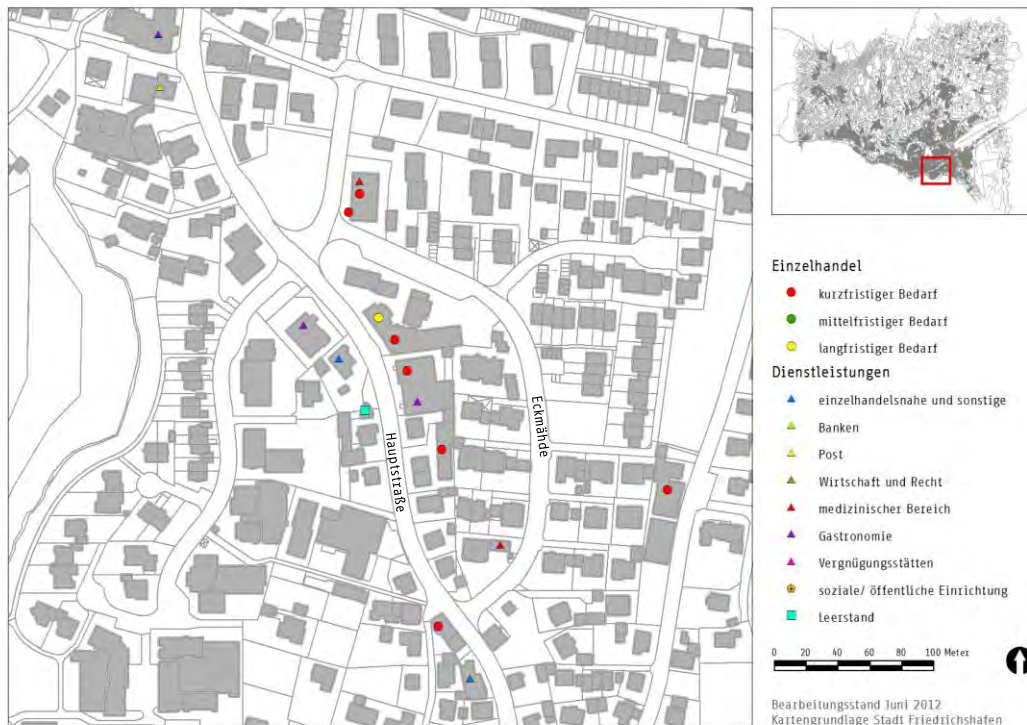 Hauptstraße
Eckmähde
Einzelhandel
kurzfristiger Bedarf
mittelfristiger Bedarf
langfristiger Bedarf
Dienstleistungen
einzelhandelsnahe und sonstige
Banken
Post
Wirtschaft und Recht
medizinischer Bereich
Gastronomie
Vergnügungsstätten
soziale/ öffentliche Einrichtung
Leerstand
0 20 40 60 80 100 Meter
Bearbeitungsstand Juni 2012
Kartengrundlage Stadt Friedrichshafen